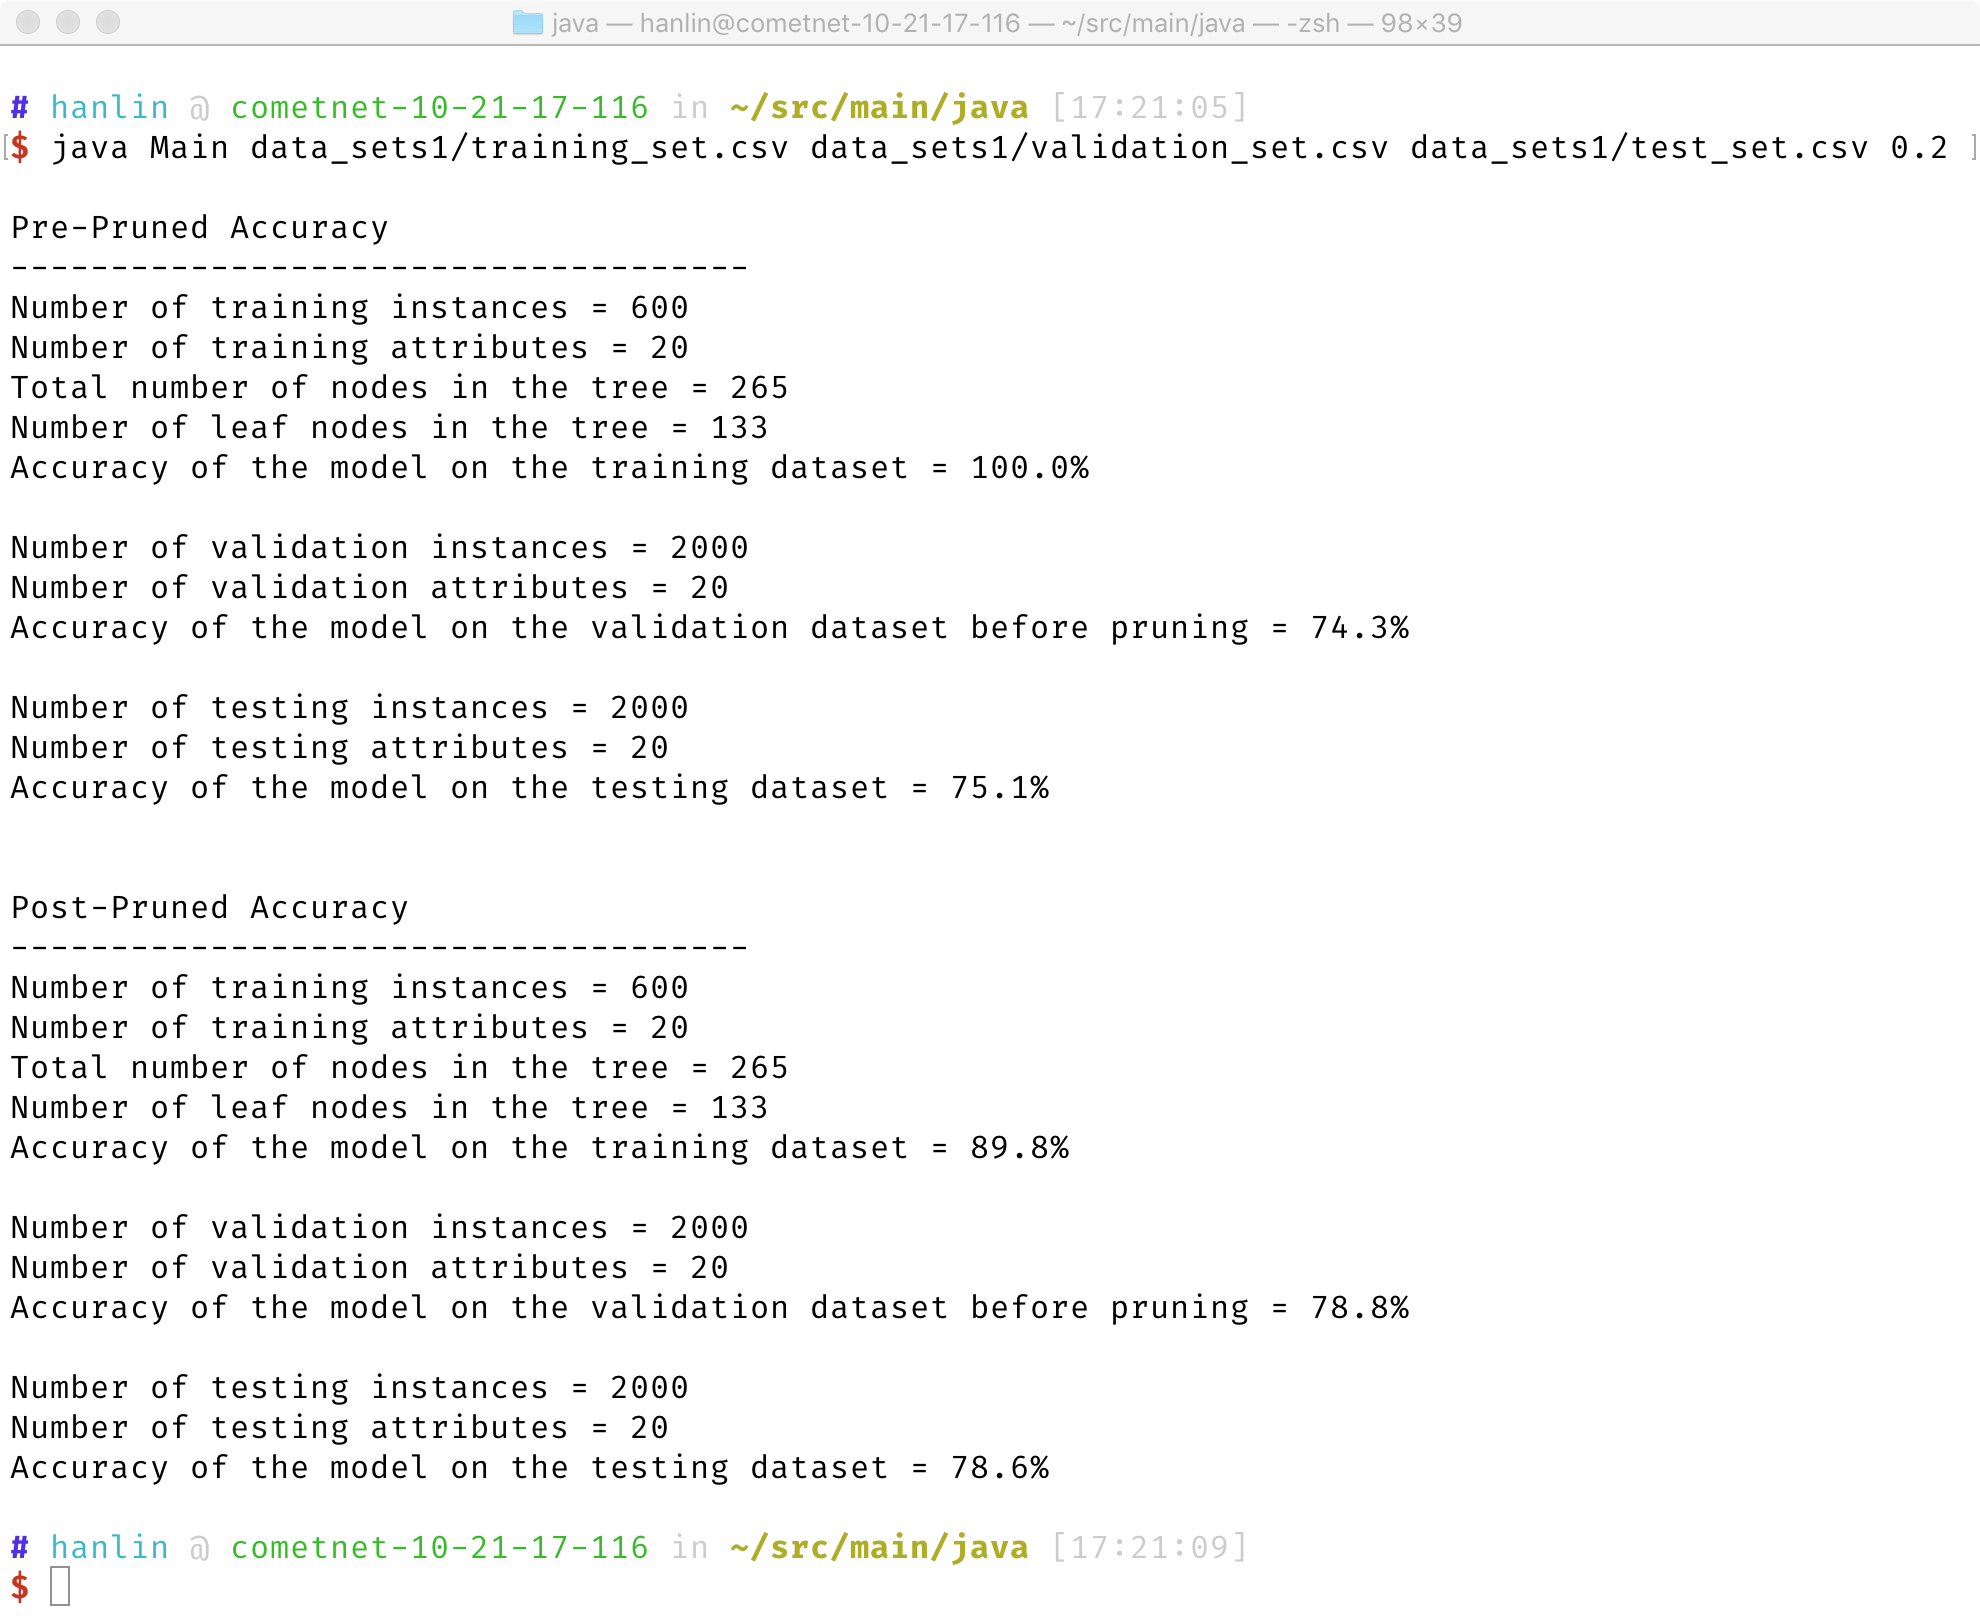 java — hanlin@cometnet-10-21-17-116 — ~/src/main/java — -zsh — 98×39
# hanlin @ cometnet-10-21-17-116 in ~/src/main/java [17:21:05]
$ java Main data_sets1/training_set.csv data_sets1/validation_set.csv data_sets1/test_set.csv 0.2
Pre-Pruned Accuracy
-------------------------------------
Number of training instances = 600
Number of training attributes = 20
Total number of nodes in the tree = 265
Number of leaf nodes in the tree = 133
Accuracy of the model on the training dataset = 100.0%
Number of validation instances = 2000
Number of validation attributes = 20
Accuracy of the model on the validation dataset before pruning = 74.3%
Number of testing instances = 2000
Number of testing attributes = 20
Accuracy of the model on the testing dataset = 75.1%
Post-Pruned Accuracy
-------------------------------------
Number of training instances = 600
Number of training attributes = 20
Total number of nodes in the tree = 265
Number of leaf nodes in the tree = 133
Accuracy of the model on the training dataset = 89.8%
Number of validation instances = 2000
Number of validation attributes = 20
Accuracy of the model on the validation dataset before pruning = 78.8%
Number of testing instances = 2000
Number of testing attributes = 20
Accuracy of the model on the testing dataset = 78.6%
# hanlin @ cometnet-10-21-17-116 in ~/src/main/java [17:21:09]
$